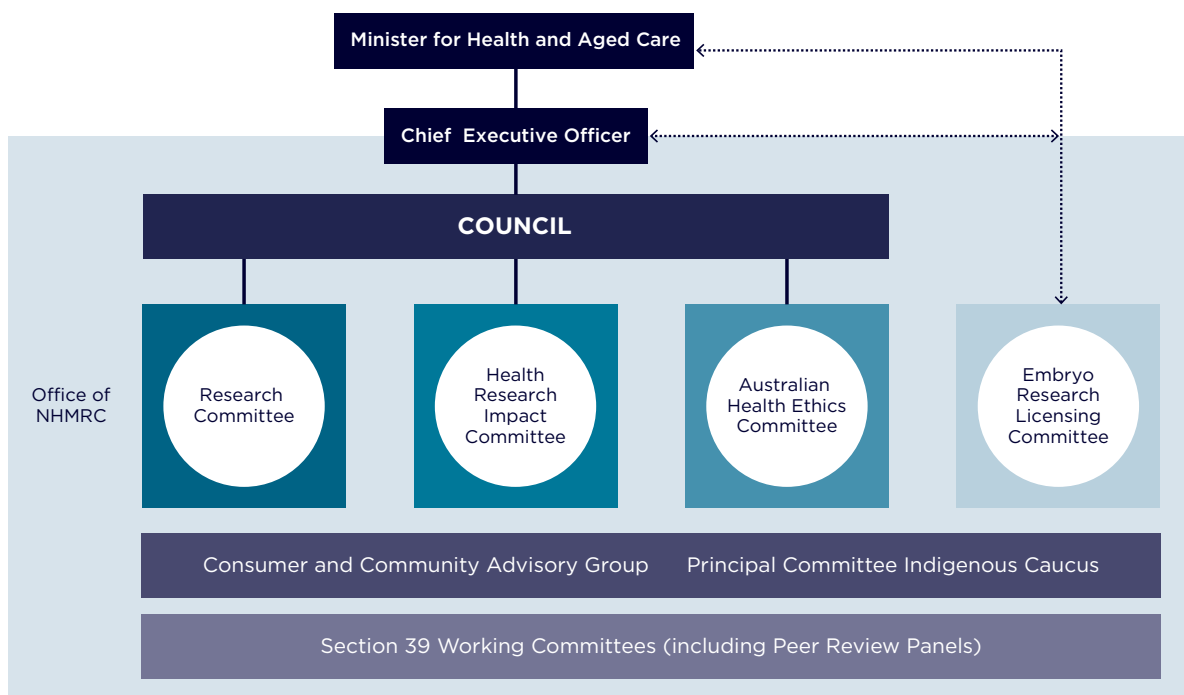 Minister for Health and Aged Care
Chief Executive Officer
COUNCIL
Office of
NHMRC
Research
Committee
Health
Research
Impact
Committee
Australian
Health Ethics
Committee
Embryo
Research
Licensing
Committee
Consumer and Community Advisory Group
Principal Committee Indigenous Caucus
Section 39 Working Committees (including Peer Review Panels)